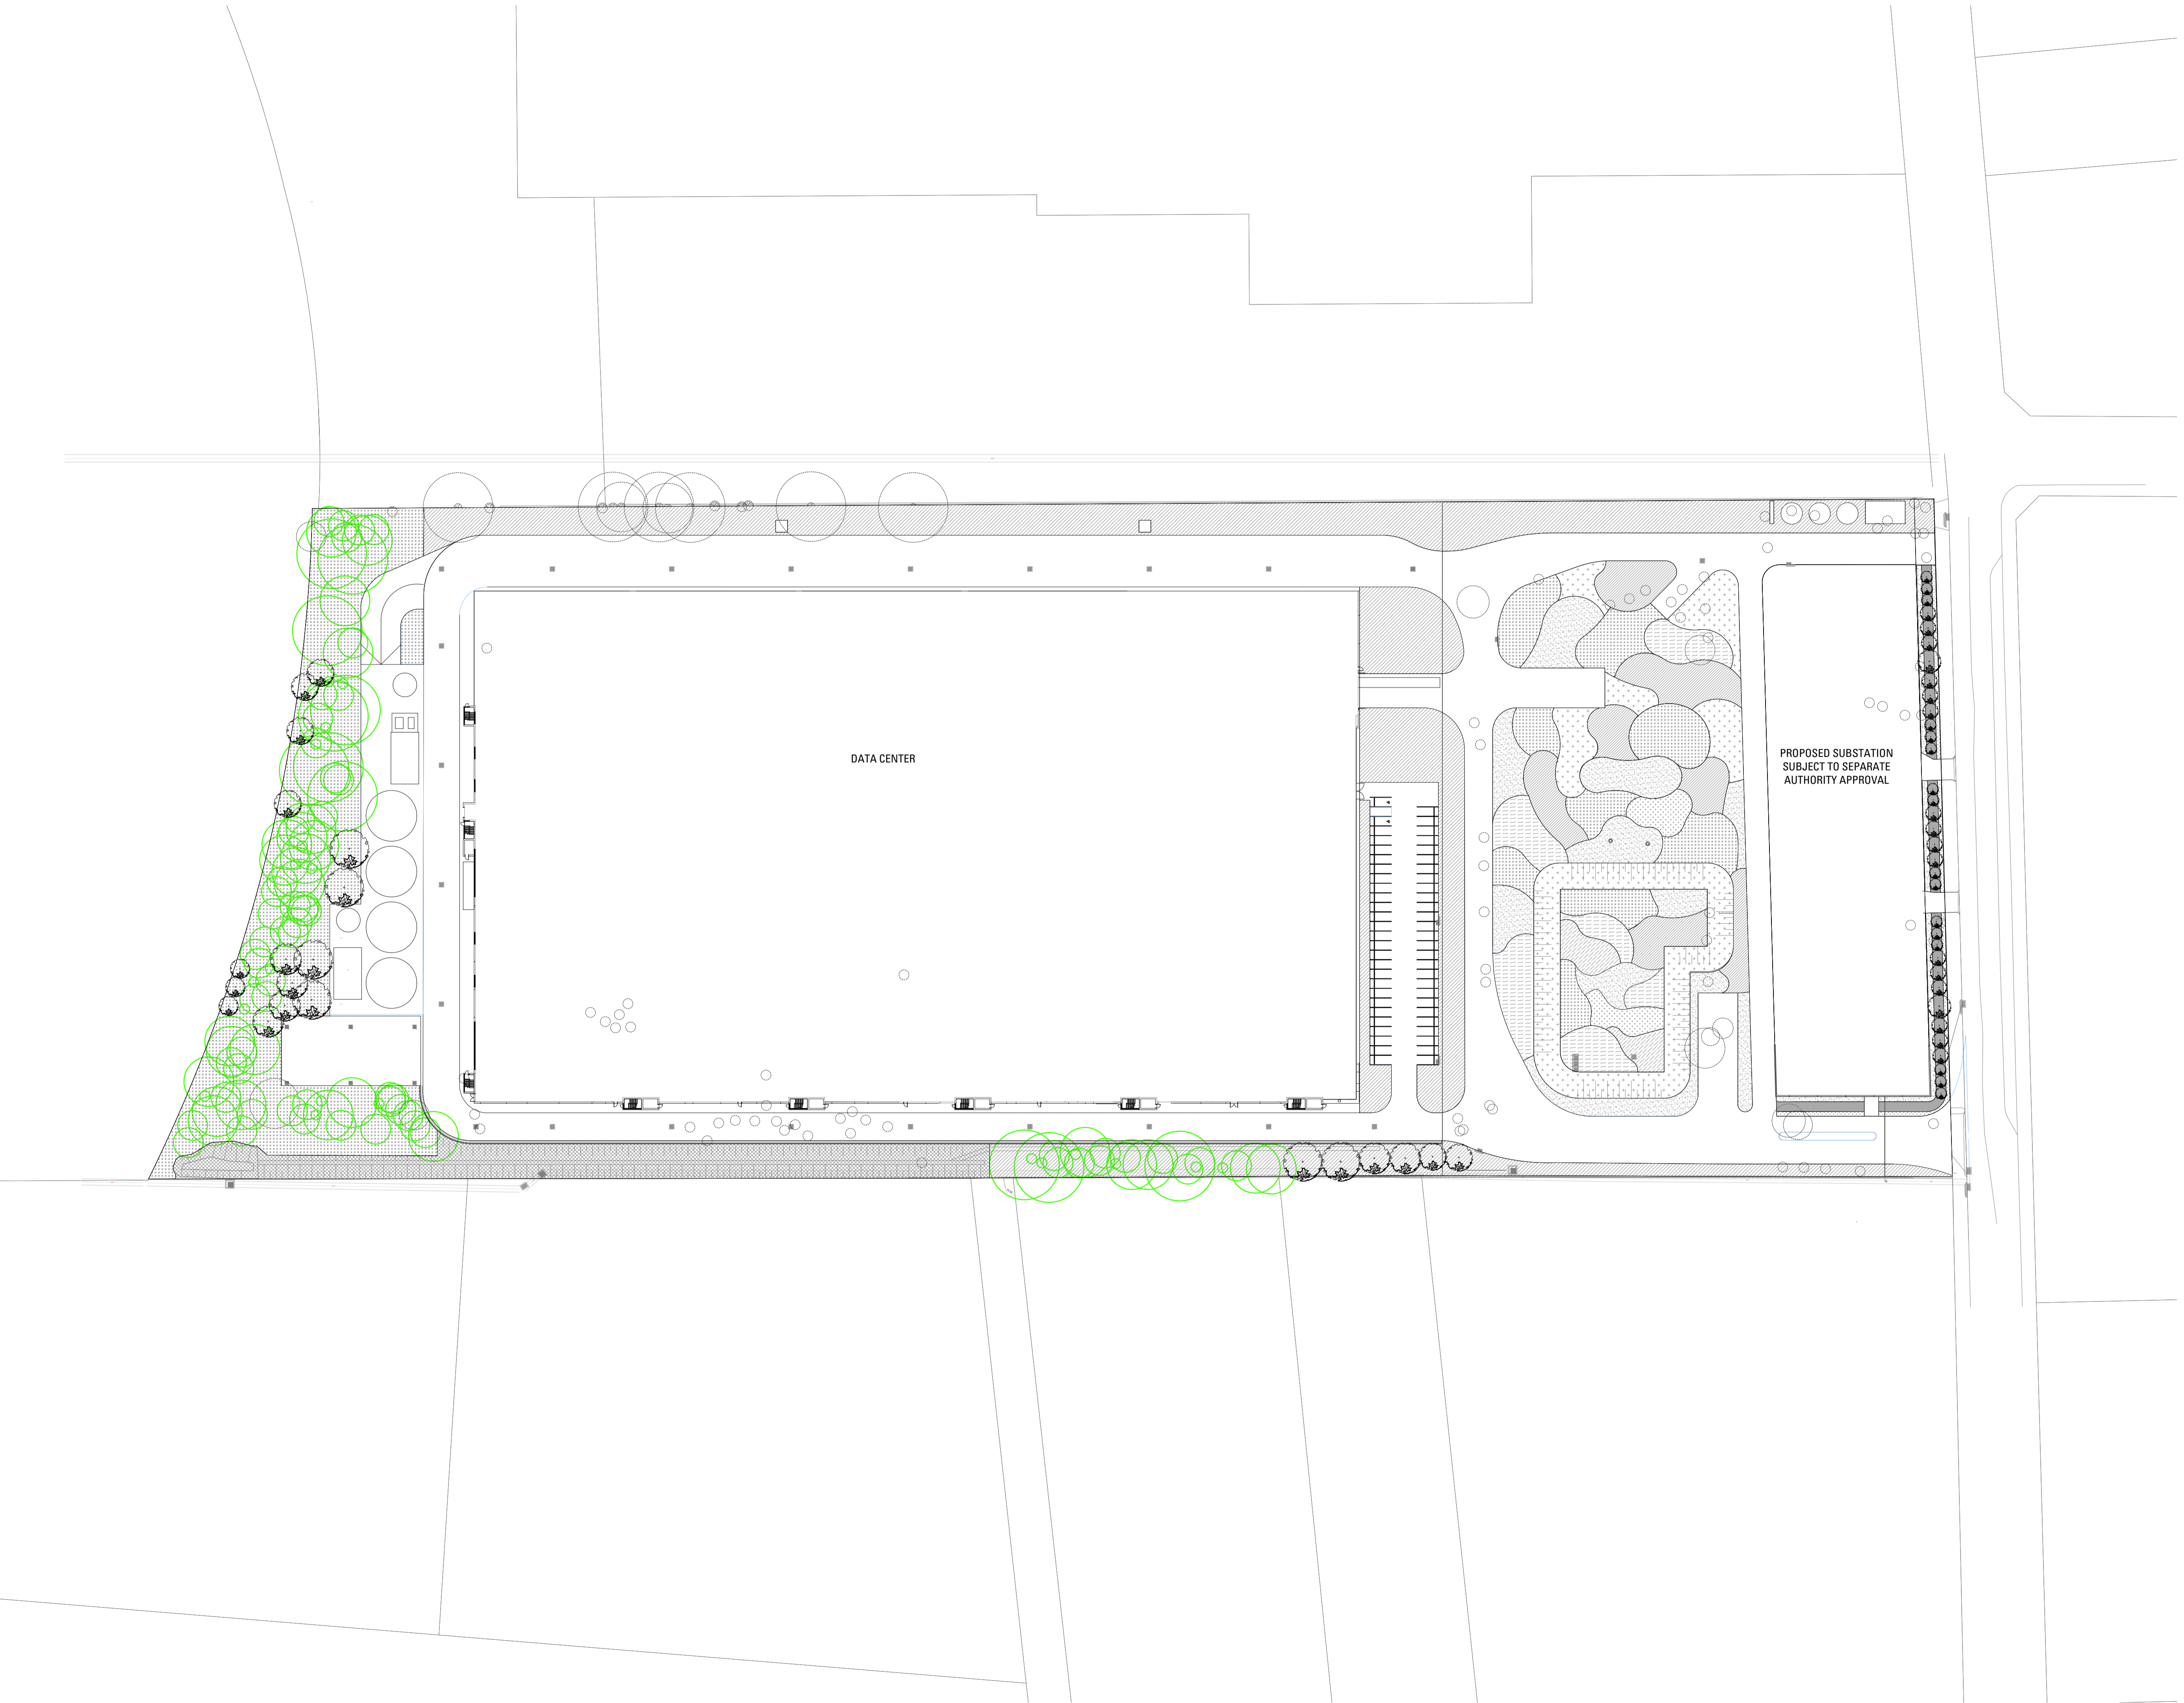 DATA CENTER
PROPOSED SUBSTATION
SUBJECT TO SEPARATE
AUTHORITY APPROVAL